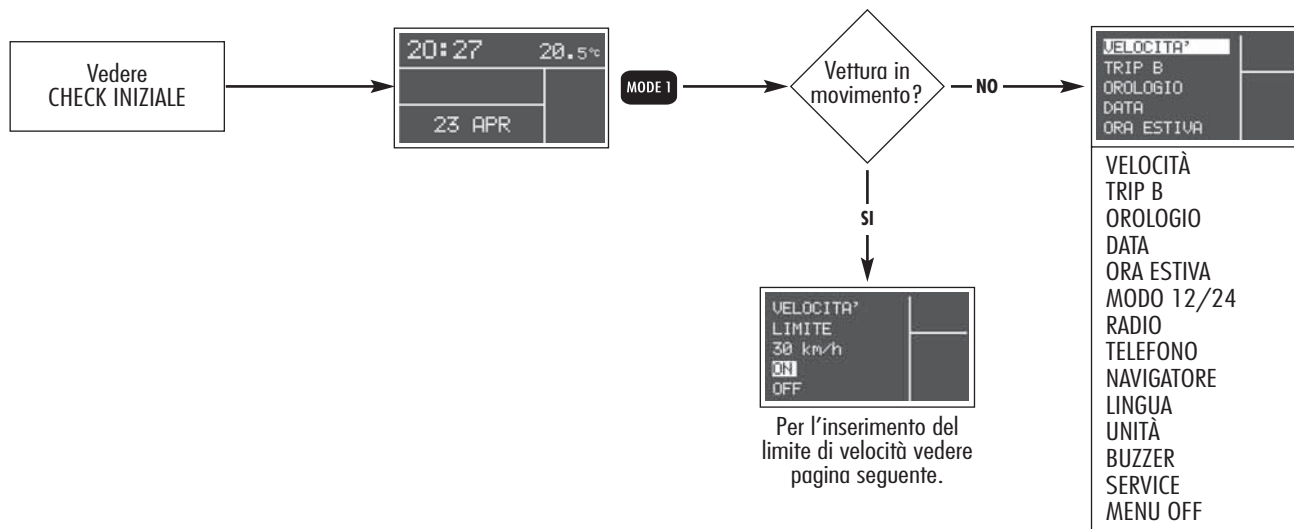 Vedere
CHECK INIZIALE
20:27 20.5°c
23 APR
MODE 1
Vettura in
movimento?
NO
SI
VELOCITA'
TRIP B
OROLOGIO
DATA
ORA ESTIVA
VELOCITÀ
TRIP B
OROLOGIO
DATA
ORA ESTIVA
MODO 12/24
RADIO
TELEFONO
NAVIGATORE
LINGUA
UNITÀ
BUZZER
SERVICE
MENU OFF
VELOCITA'
LIMITE
30 km/h
ON
OFF
Per l'inserimento del
limite di velocità vedere
pagina seguente.